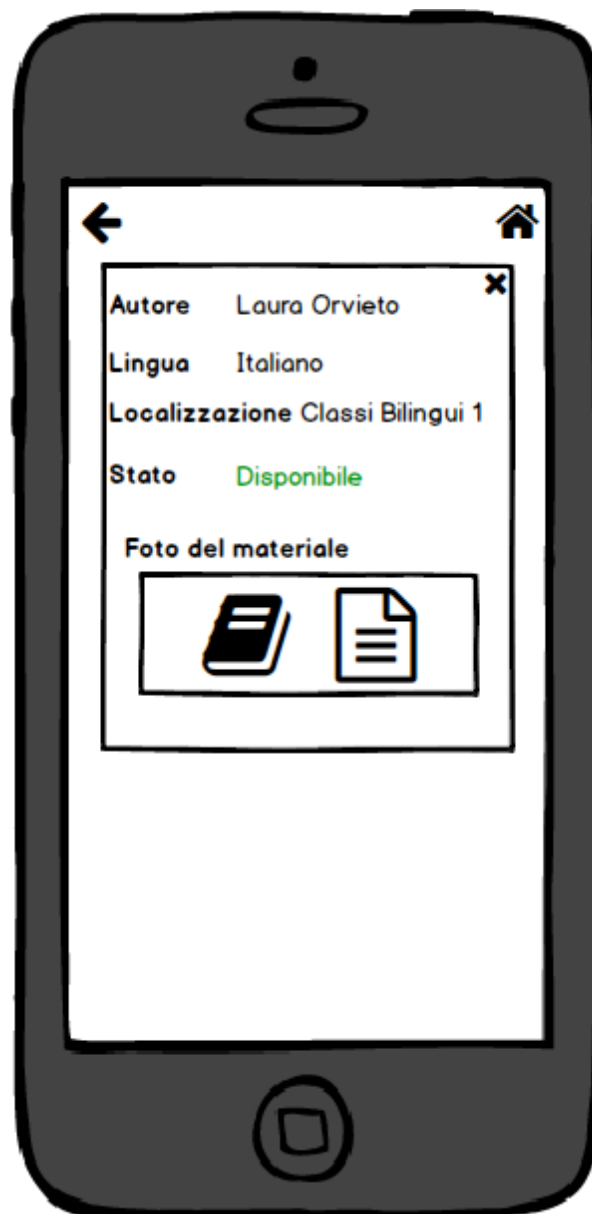 Autore Laura Orvieto
Lingua Italiano
Localizzazione Classi Bilingui 1
Stato Disponibile
Foto del materiale